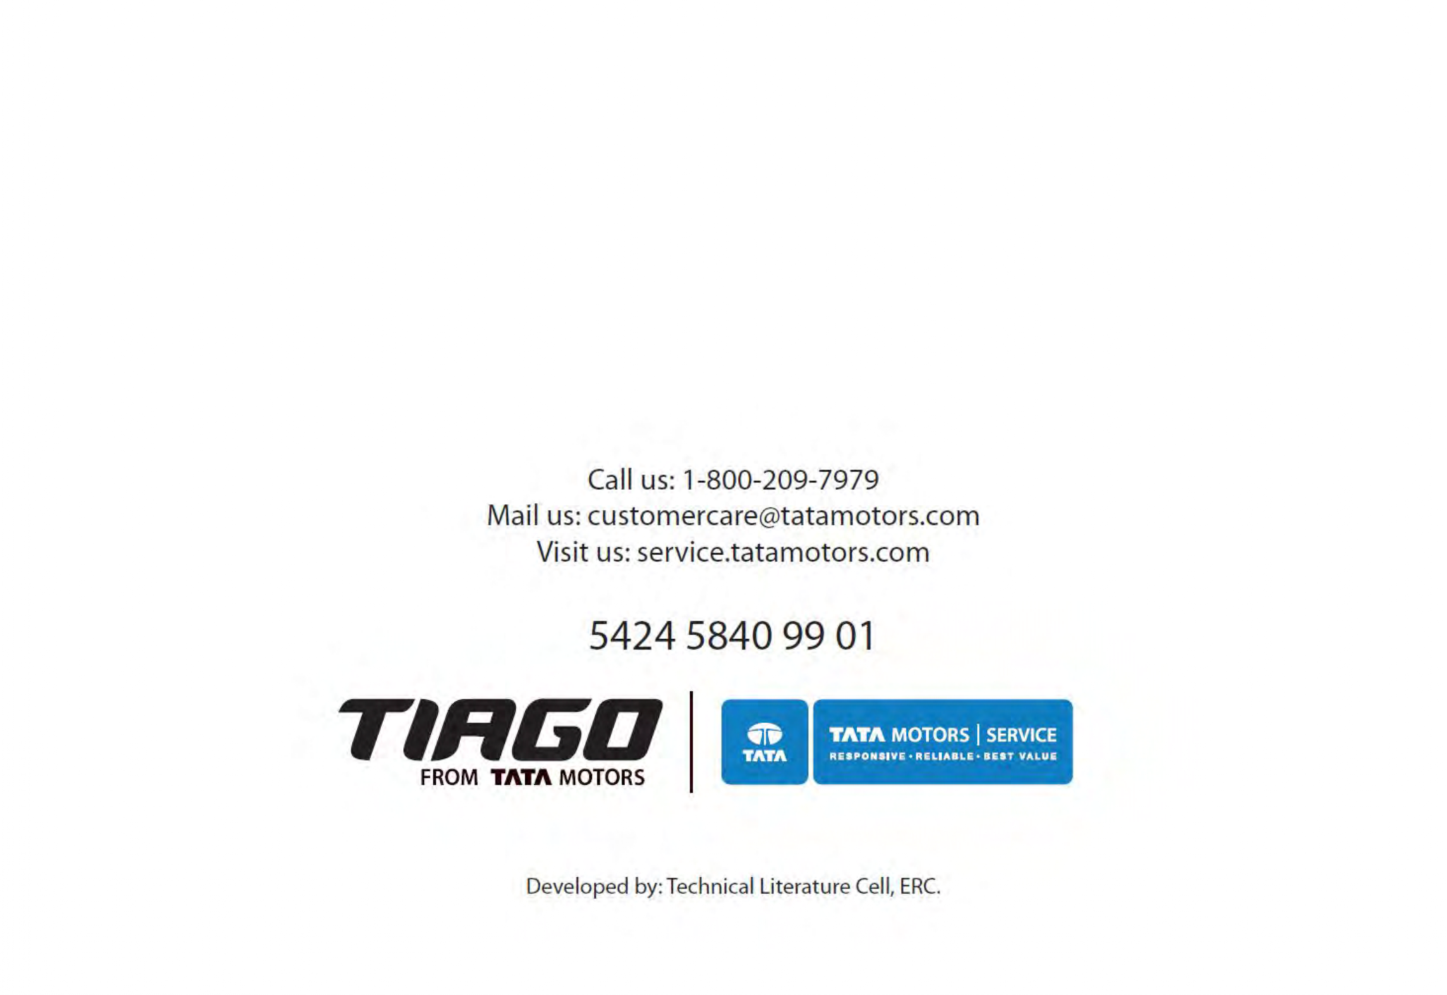 Call us: 1-800-209-7979
Mail us: customercare@tatamotors.com
Visit us: service.tatamotors.com
5424 5840 99 01
TIAGO
FROM TATA MOTORS
TATA
TATA MOTORS | SERVICE
RESPONSIVE • RELIABLE • BEST VALUE
Developed by: Technical Literature Cell, ERC.